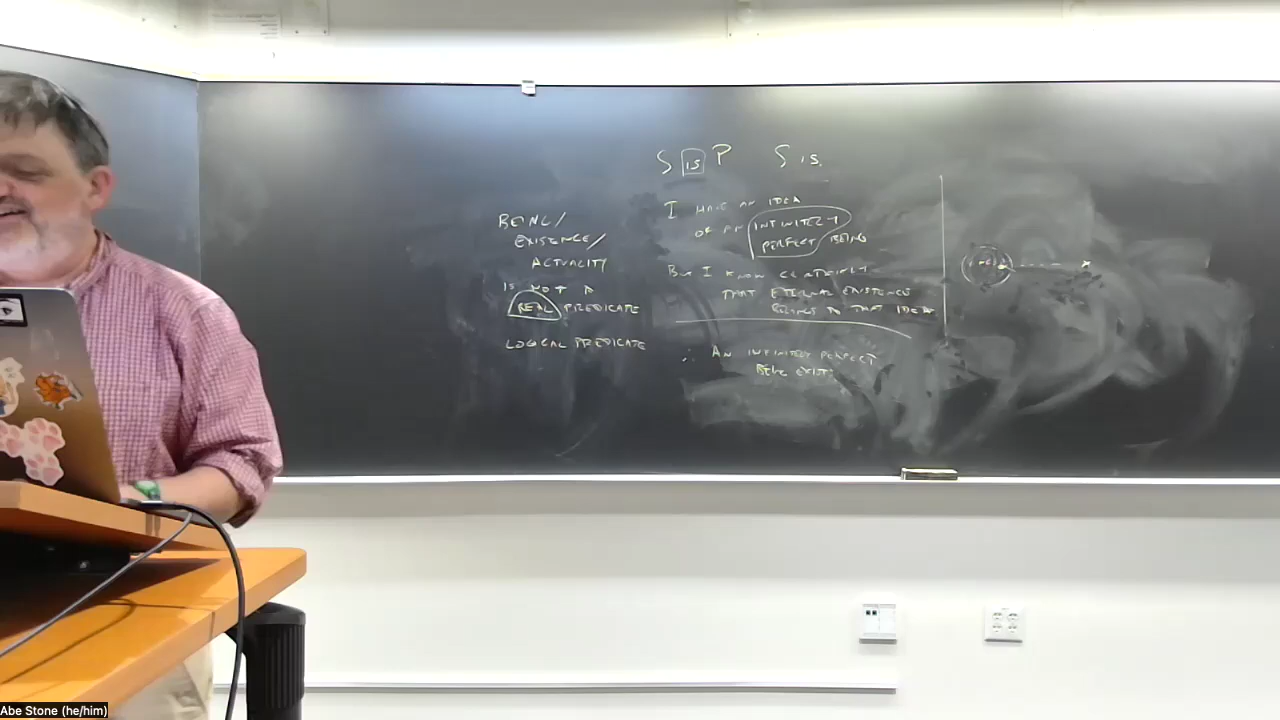 S is P S is.
BEING/
EXISTENCE/
ACTUALITY
IS NOT A
REAL PREDICATE
LOGICAL PREDICATE
I HAVE AN IDEA
OF AN INFINITELY
PERFECT BEING
BUT I KNOW CLEARLY
THAT ETERNAL EXISTENCE
BELONGS TO THAT IDEA
∴ AN INFINITELY PERFECT
BEING EXISTS
Abe Stone (he/him)